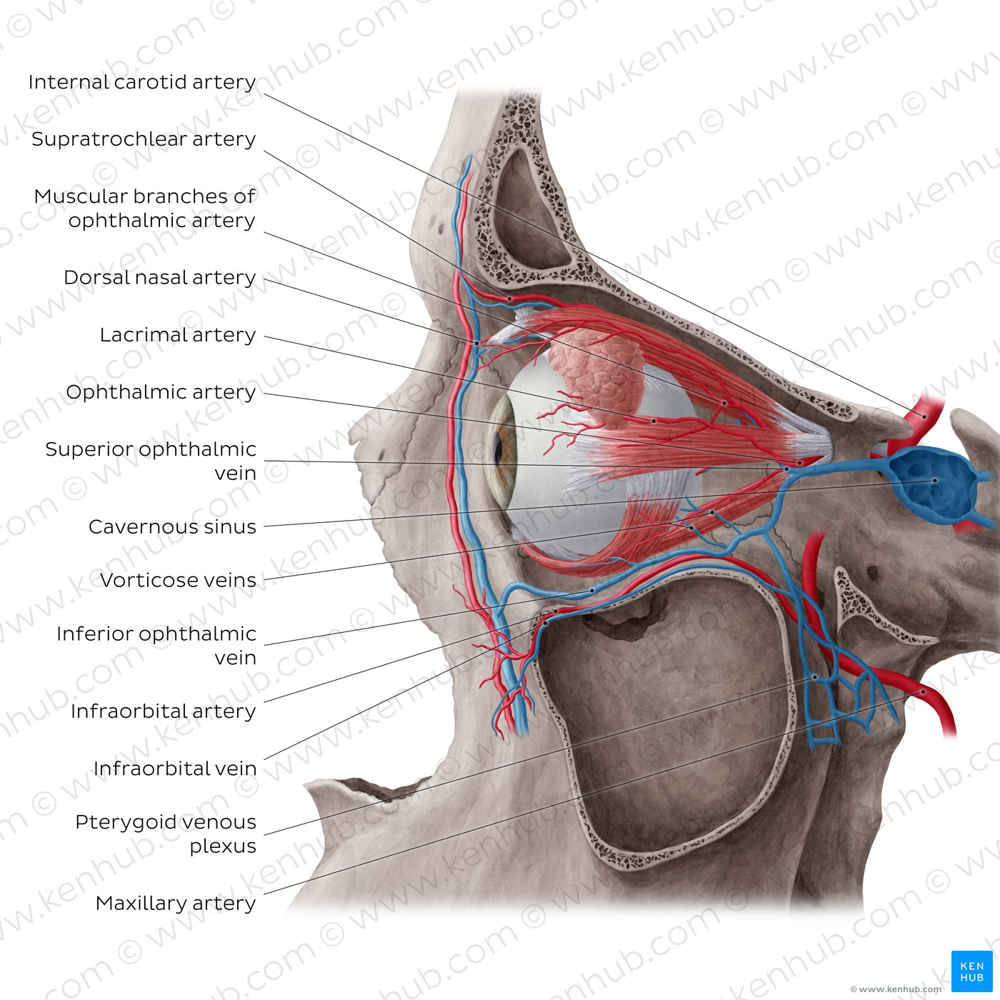 Internal carotid artery
Supratrochlear artery
Muscular branches of
ophthalmic artery
Dorsal nasal artery
Lacrimal artery
Ophthalmic artery
Superior ophthalmic
vein
Cavernous sinus
Vorticose veins
Inferior ophthalmic
vein
Infraorbital artery
Infraorbital vein
Pterygoid venous
plexus
Maxillary artery
KEN
HUB
© www.kenhub.com